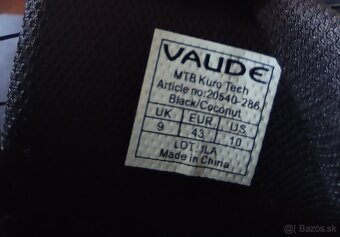 VAUDE
MTB Kuro Tech
Article no:20540-286
Black/Coconut
UK EUR US
9 43 10
LOT:1LA
Made in China
© Bazos.sk